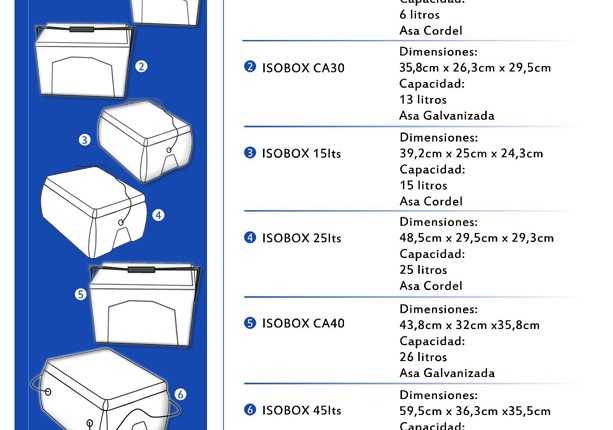 Capacidad:
6 litros
Asa Cordel
2 ISOBOX CA30
Dimensiones:
35,8cm x 26,3cm x 29,5cm
Capacidad:
13 litros
Asa Galvanizada
3 ISOBOX 15lts
Dimensiones:
39,2cm x 25cm x 24,3cm
Capacidad:
15 litros
Asa Cordel
4 ISOBOX 25lts
Dimensiones:
48,5cm x 29,5cm x 29,3cm
Capacidad:
25 litros
Asa Cordel
5 ISOBOX CA40
Dimensiones:
43,8cm x 32cm x35,8cm
Capacidad:
26 litros
Asa Galvanizada
6 ISOBOX 45lts
Dimensiones:
59,5cm x 36,3cm x35,5cm
Capacidad:
2
3
4
5
6